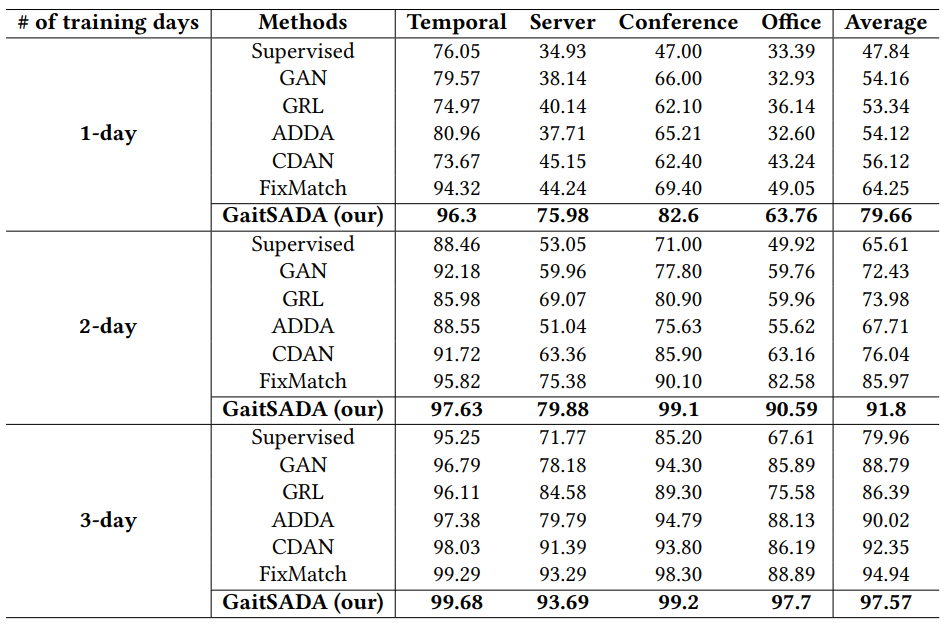 # of training days Methods Temporal Server Conference Office Average
Supervised 76.05 34.93 47.00 33.39 47.84
GAN 79.57 38.14 66.00 32.93 54.16
GRL 74.97 40.14 62.10 36.14 53.34
1-day ADDA 80.96 37.71 65.21 32.60 54.12
CDAN 73.67 45.15 62.40 43.24 56.12
FixMatch 94.32 44.24 69.40 49.05 64.25
GaitSADA (our) 96.3 75.98 82.6 63.76 79.66
Supervised 88.46 53.05 71.00 49.92 65.61
GAN 92.18 59.96 77.80 59.76 72.43
GRL 85.98 69.07 80.90 59.96 73.98
2-day ADDA 88.55 51.04 75.63 55.62 67.71
CDAN 91.72 63.36 85.90 63.16 76.04
FixMatch 95.82 75.38 90.10 82.58 85.97
GaitSADA (our) 97.63 79.88 99.1 90.59 91.8
Supervised 95.25 71.77 85.20 67.61 79.96
GAN 96.79 78.18 94.30 85.89 88.79
GRL 96.11 84.58 89.30 75.58 86.39
3-day ADDA 97.38 79.79 94.79 88.13 90.02
CDAN 98.03 91.39 93.80 86.19 92.35
FixMatch 99.29 93.29 98.30 88.89 94.94
GaitSADA (our) 99.68 93.69 99.2 97.7 97.57